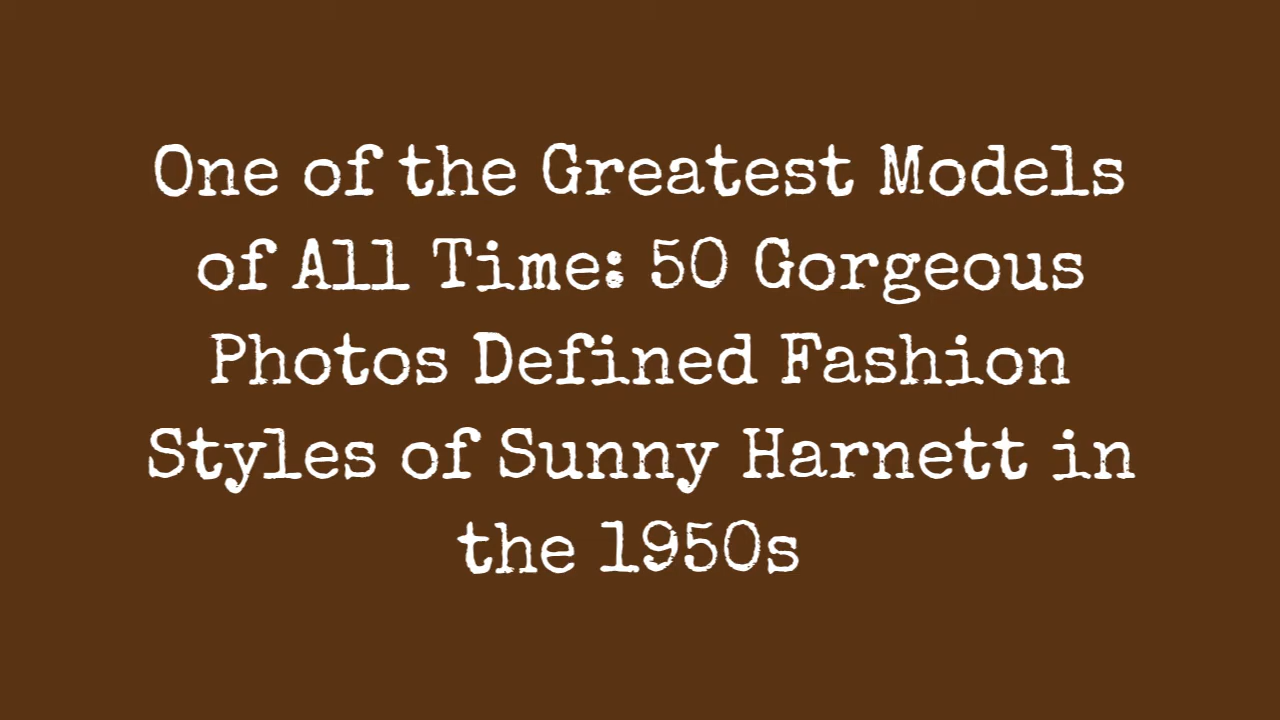 One of the Greatest Models
of All Time: 50 Gorgeous
Photos Defined Fashion
Styles of Sunny Harnett in
the 1950s